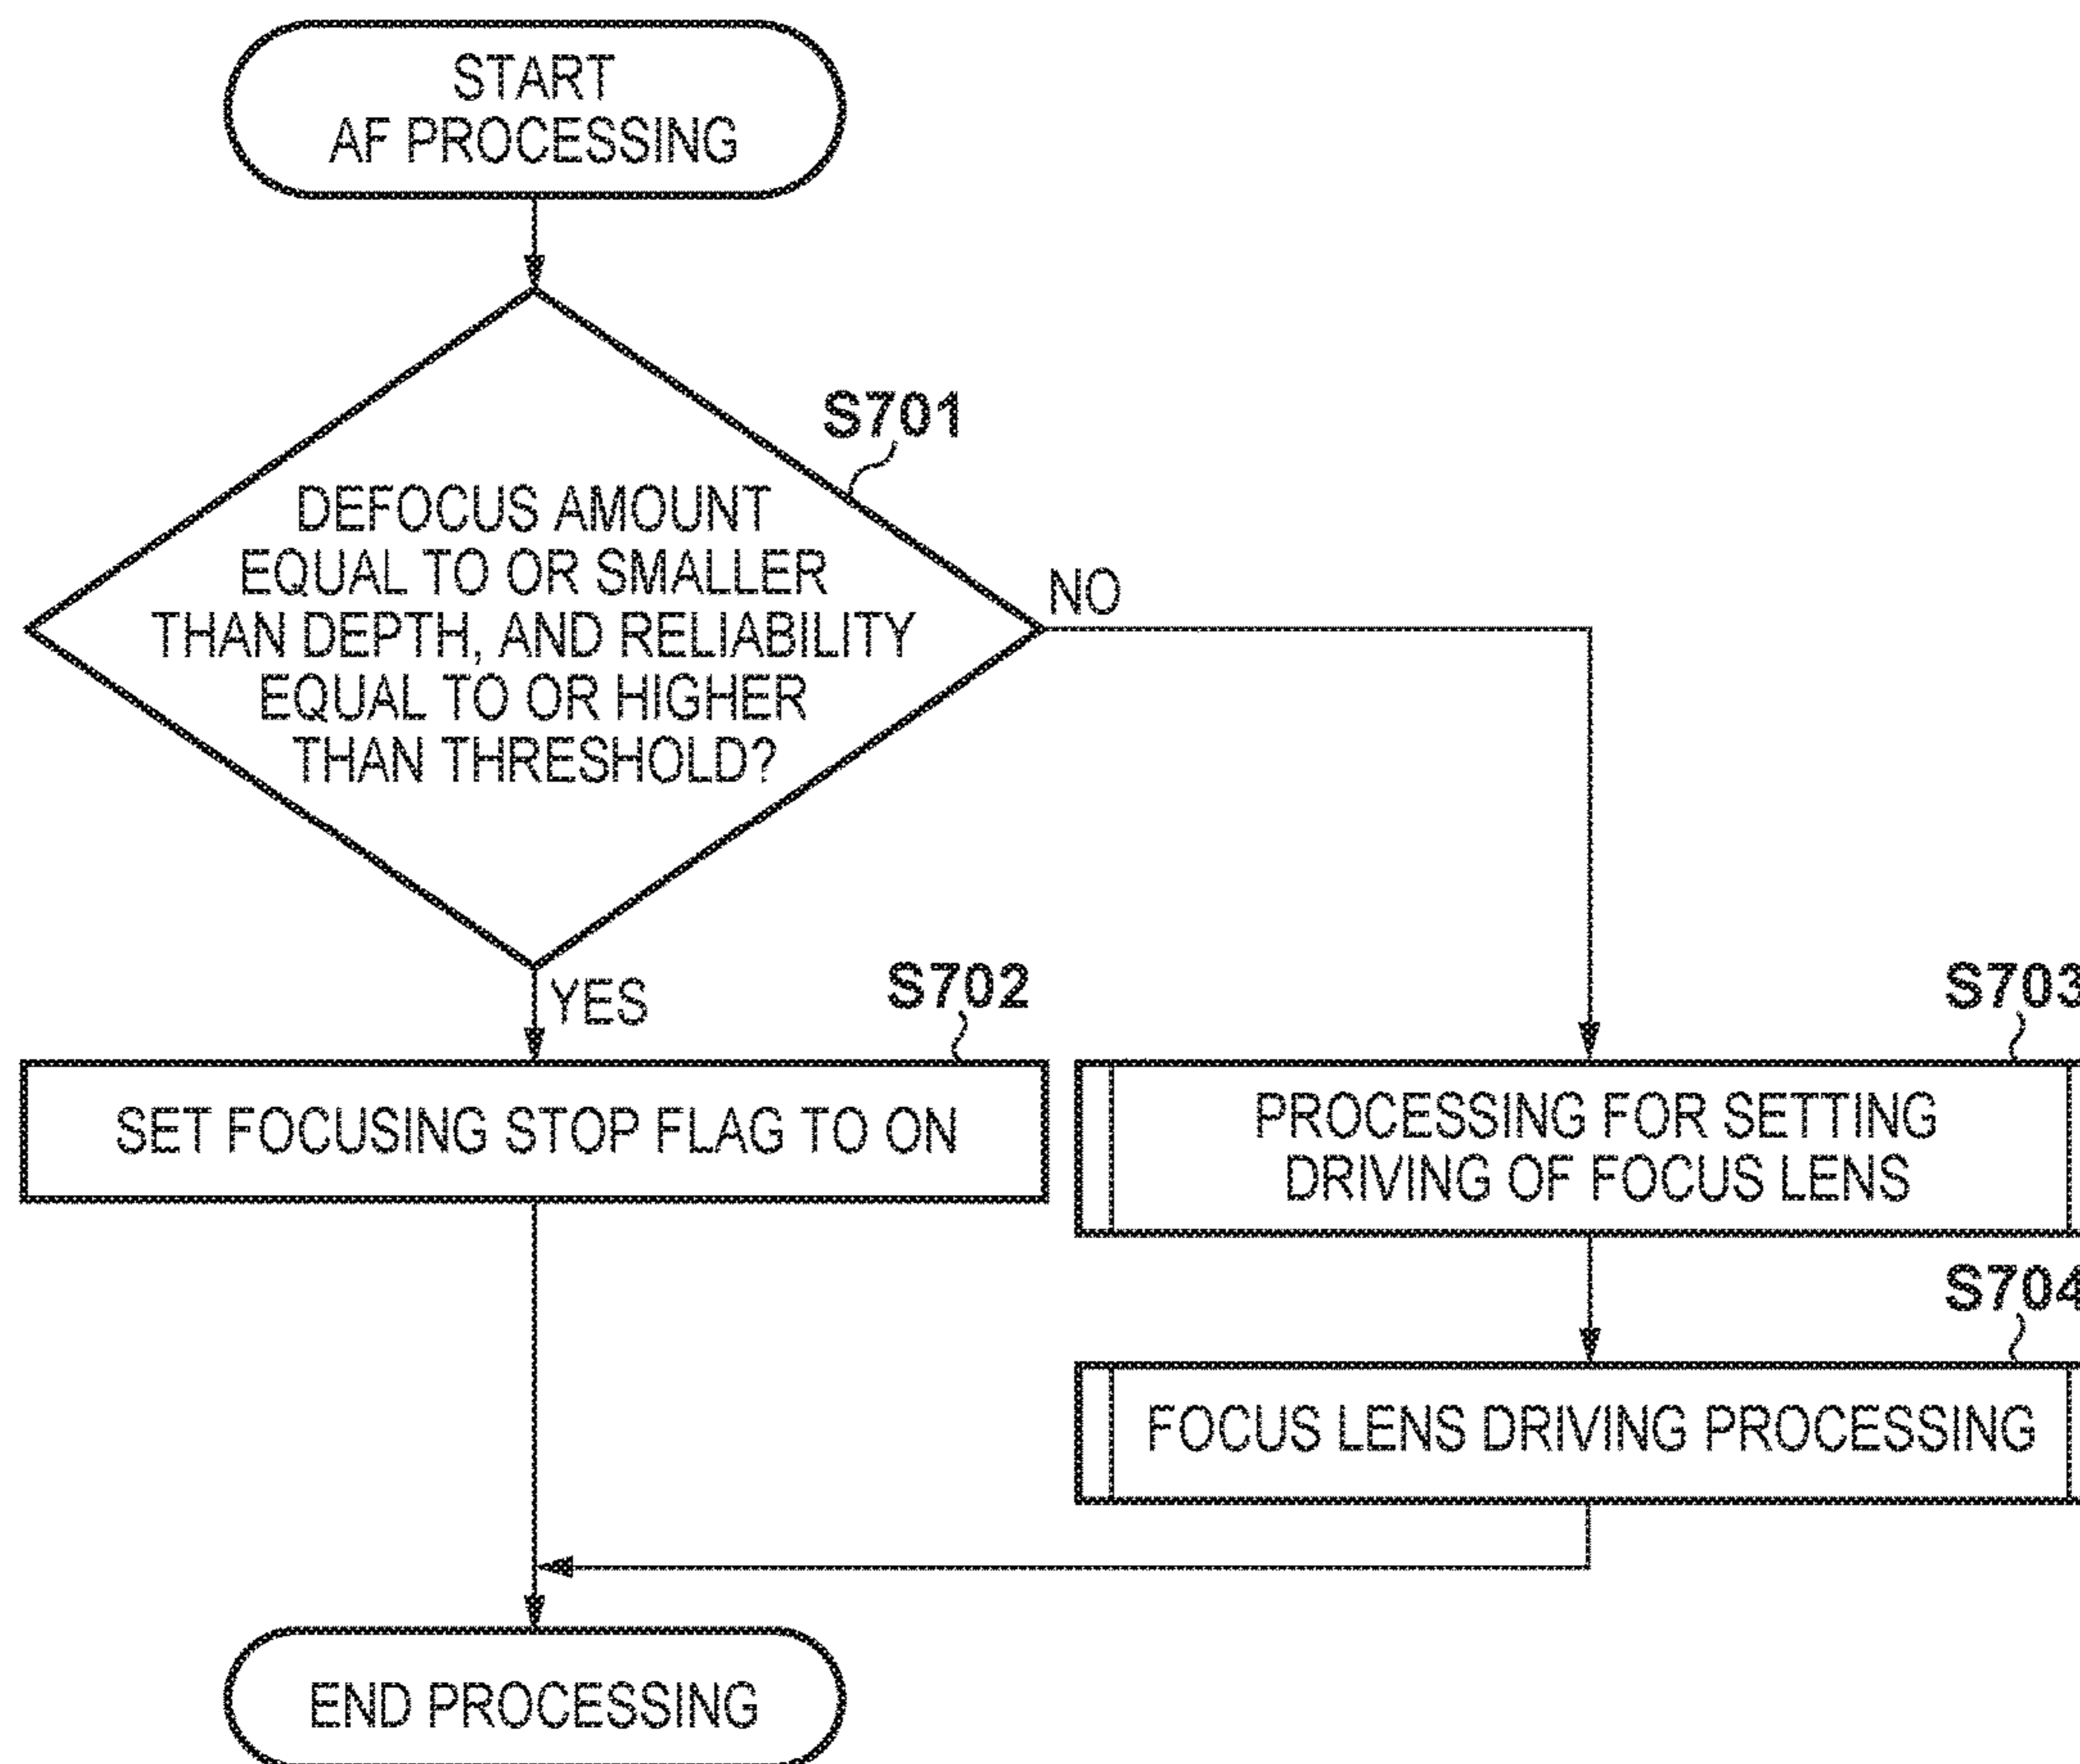 START
AF PROCESSING
S701
DEFOCUS AMOUNT
EQUAL TO OR SMALLER
THAN DEPTH, AND RELIABILITY
EQUAL TO OR HIGHER
THAN THRESHOLD?
NO
YES
S702
SET FOCUSING STOP FLAG TO ON
S703
PROCESSING FOR SETTING
DRIVING OF FOCUS LENS
S704
FOCUS LENS DRIVING PROCESSING
END PROCESSING